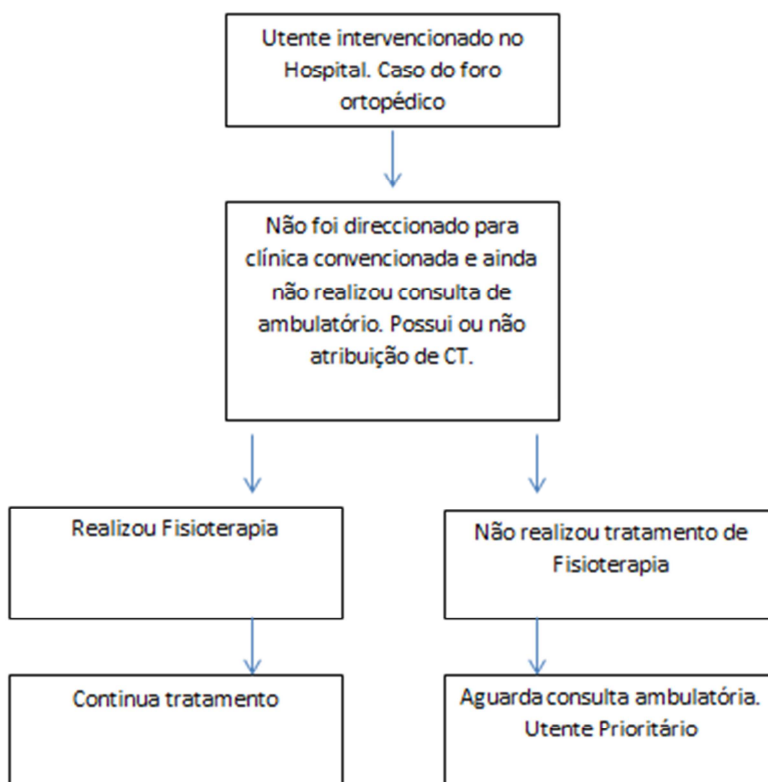 Utente intervencionado no
Hospital. Caso do foro
ortopédico
Não foi direccionado para
clínica convencionada e ainda
não realizou consulta de
ambulatório. Possui ou não
atribuição de CT.
Realizou Fisioterapia
Não realizou tratamento de
Fisioterapia
Continua tratamento
Aguarda consulta ambulatória.
Utente Prioritário